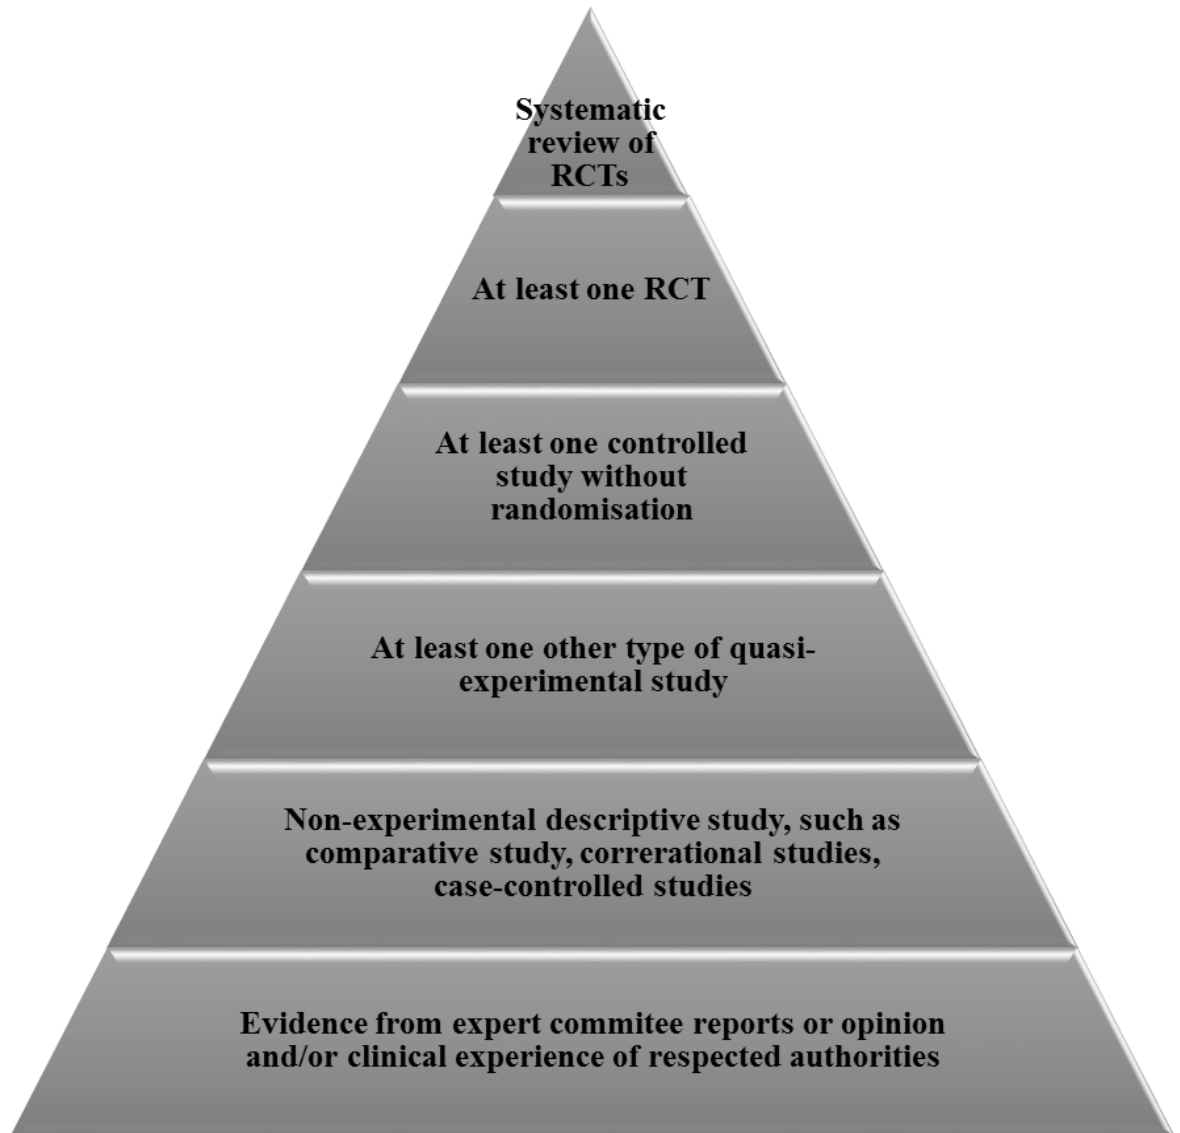 Systematic
review of
RCTs
At least one RCT
At least one controlled
study without
randomisation
At least one other type of quasi-
experimental study
Non-experimental descriptive study, such as
comparative study, correrational studies,
case-controlled studies
Evidence from expert commitee reports or opinion
and/or clinical experience of respected authorities